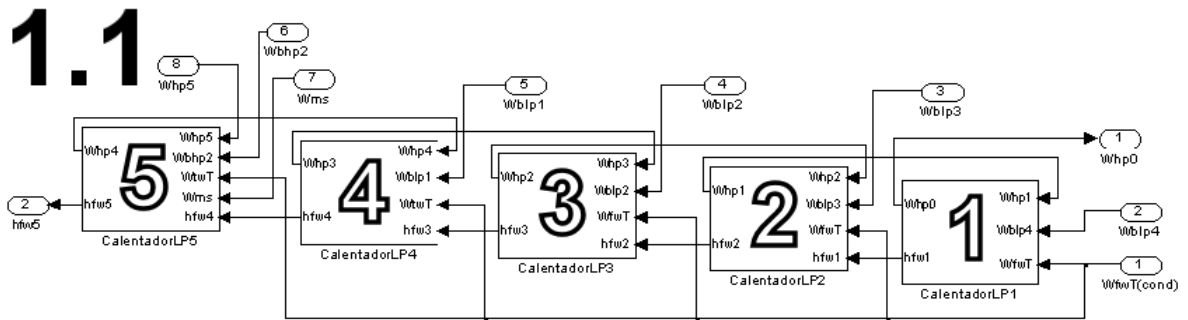 1.1
6
Wbhp2
8
Whp5
7
Wms
5
Wblp1
4
Wblp2
3
Wblp3
1
Whp0
Whp4
Whp5
Wbhp2
WfwT
Wms
hfw5
hfw4
5
CalentadorLP5
2
hfw5
Whp3
Whp4
Wblp1
WfwT
hfw4
hfw3
4
CalentadorLP4
Whp2
Whp3
Wblp2
WfwT
hfw3
hfw2
3
CalentadorLP3
Whp1
Whp2
Wblp3
WfwT
hfw2
hfw1
2
CalentadorLP2
Whp0
Whp1
Wblp4
WfwT
hfw1
1
CalentadorLP1
2
Wblp4
1
WfwT(cond)